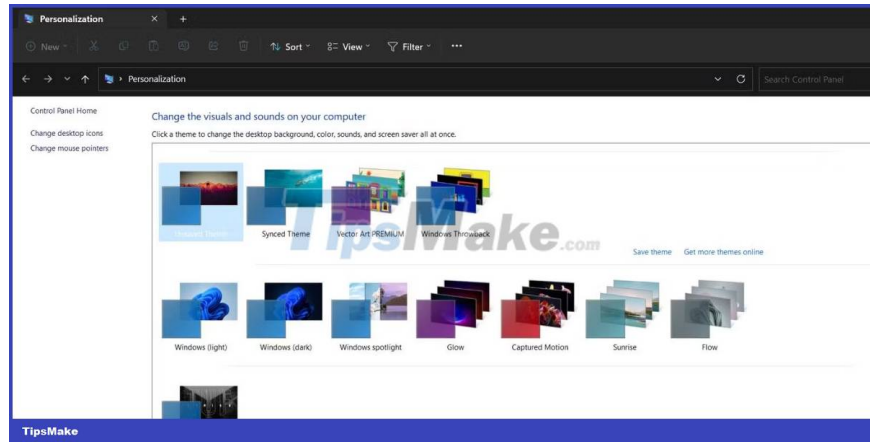 Personalization
New
Sort
View
Filter
Personalization
Search Control Panel
Control Panel Home
Change desktop icons
Change mouse pointers
Change the visuals and sounds on your computer
Click a theme to change the desktop background, color, sounds, and screen saver all at once.
Synced Theme
Vector Art PREMIUM
Windows Throwback
TipsMake.com
Save theme
Get more themes online
Windows (light)
Windows (dark)
Windows spotlight
Glow
Captured Motion
Sunrise
Flow
TipsMake